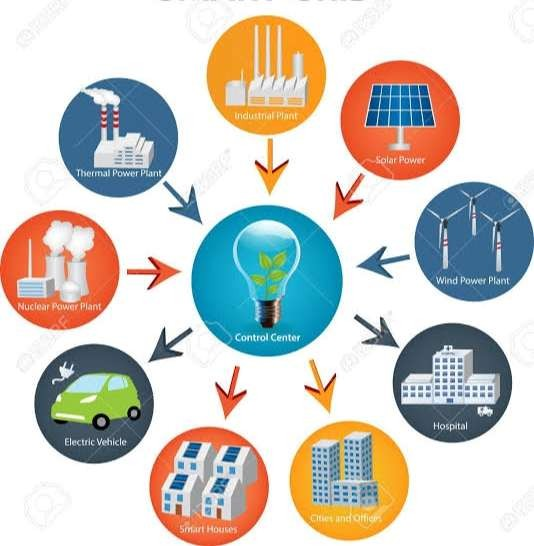 Industrial Plant
Thermal Power Plant
Solar Power
Nuclear Power Plant
Wind Power Plant
Control Center
Electric Vehicle
Hospital
Smart Houses
Cities and Offices